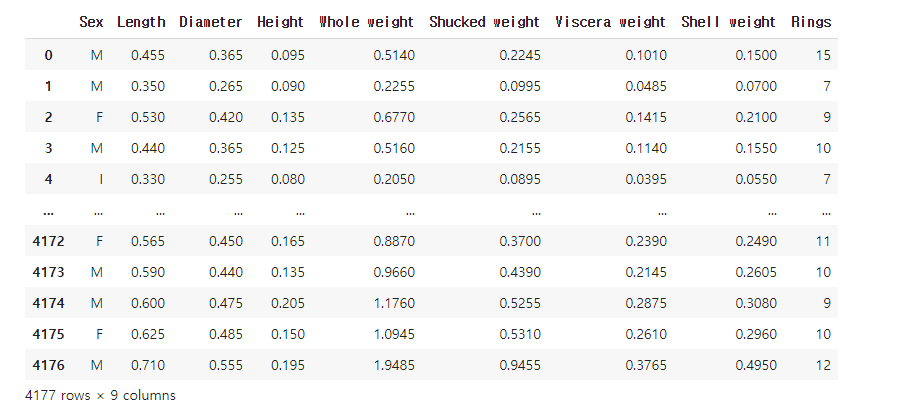 Sex Length Diameter Height Whole weight Shucked weight Viscera weight Shell weight Rings
0 M 0.455 0.365 0.095 0.5140 0.2245 0.1010 0.1500 15
1 M 0.350 0.265 0.090 0.2255 0.0995 0.0485 0.0700 7
2 F 0.530 0.420 0.135 0.6770 0.2565 0.1415 0.2100 9
3 M 0.440 0.365 0.125 0.5160 0.2155 0.1140 0.1550 10
4 I 0.330 0.255 0.080 0.2050 0.0895 0.0395 0.0550 7
... ... ... ... ... ... ... ... ... ...
4172 F 0.565 0.450 0.165 0.8870 0.3700 0.2390 0.2490 11
4173 M 0.590 0.440 0.135 0.9660 0.4390 0.2145 0.2605 10
4174 M 0.600 0.475 0.205 1.1760 0.5255 0.2875 0.3080 9
4175 F 0.625 0.485 0.150 1.0945 0.5310 0.2610 0.2960 10
4176 M 0.710 0.555 0.195 1.9485 0.9455 0.3765 0.4950 12
4177 rows × 9 columns